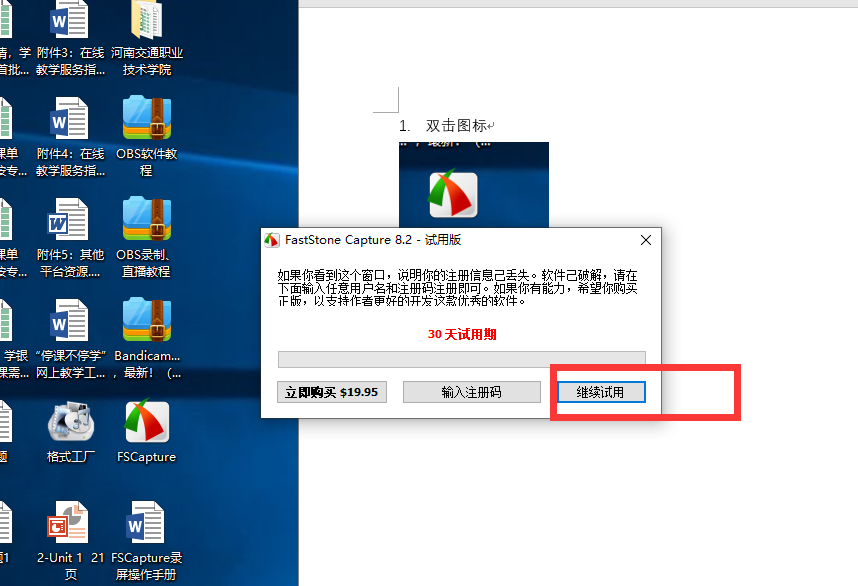 情，学
首批...
附件3：在线
教学服务指...
河南交通职业
技术学院
课单
安专...
附件4：在线
教学服务指...
OBS软件教
程
课单
安专...
附件5：其他
平台资源....
OBS录制、
直播教程
学银
课需...
“停课不停学”
网上教学工...
Bandicam...
，最新！（...
题
格式工厂
FSCapture
题1
2-Unit 1 21
页
FSCapture录
屏操作手册
1. 双击图标
，最新！（...
FastStone Capture 8.2 - 试用版
如果你看到这个窗口，说明你的注册信息已丢失。软件已破解，请在
下面输入任意用户名和注册码注册即可。如果你有能力，希望你购买
正版，以支持作者更好的开发这款优秀的软件。
30 天试用期
立即购买 $19.95
输入注册码
继续试用